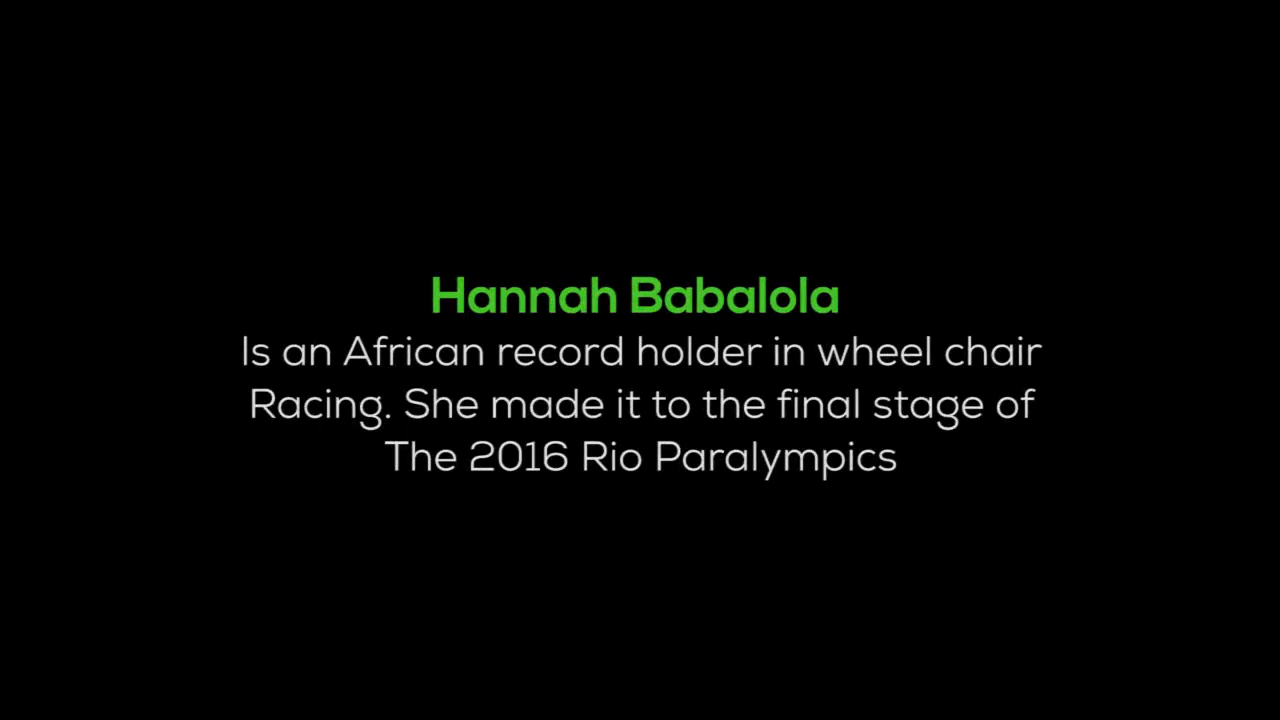 Hannah Babalola
Is an African record holder in wheel chair
Racing. She made it to the final stage of
The 2016 Rio Paralympics